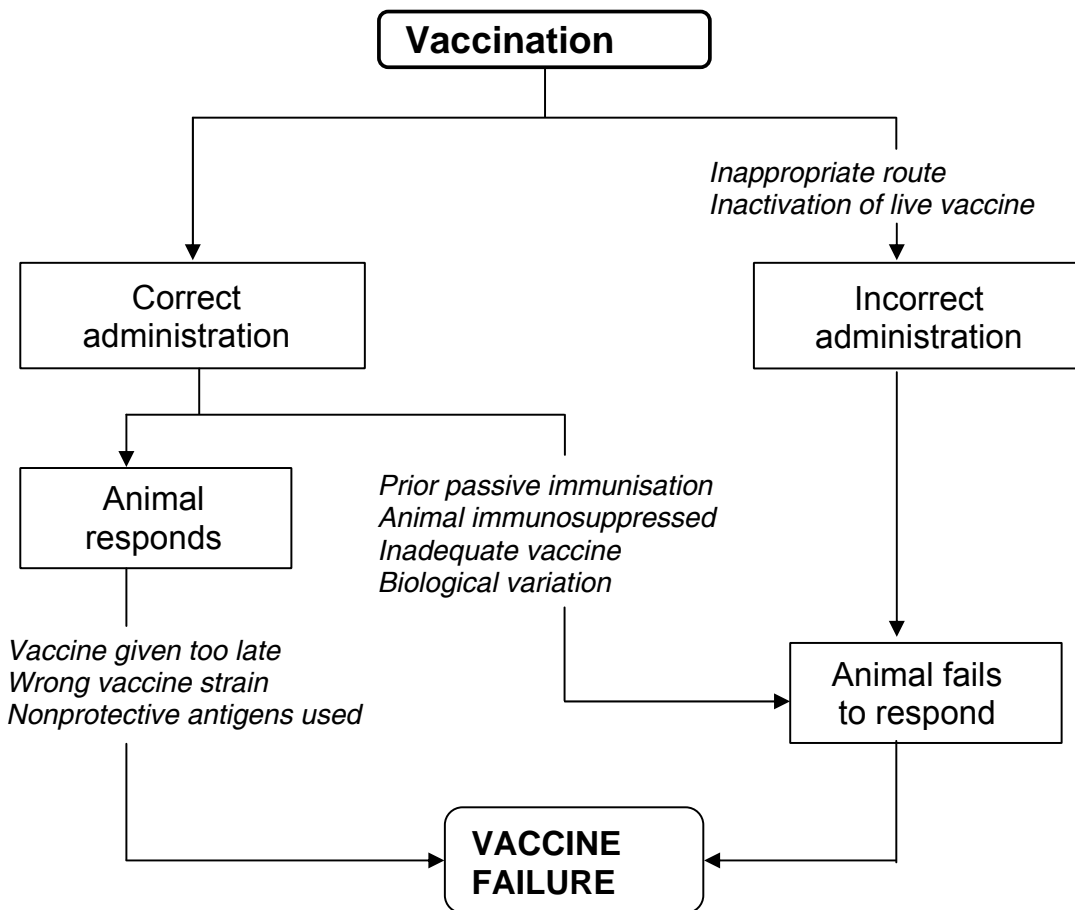 Vaccination
Inappropriate route
Inactivation of live vaccine
Correct
administration
Incorrect
administration
Animal
responds
Prior passive immunisation
Animal immunosuppressed
Inadequate vaccine
Biological variation
Vaccine given too late
Wrong vaccine strain
Nonprotective antigens used
Animal fails
to respond
VACCINE
FAILURE